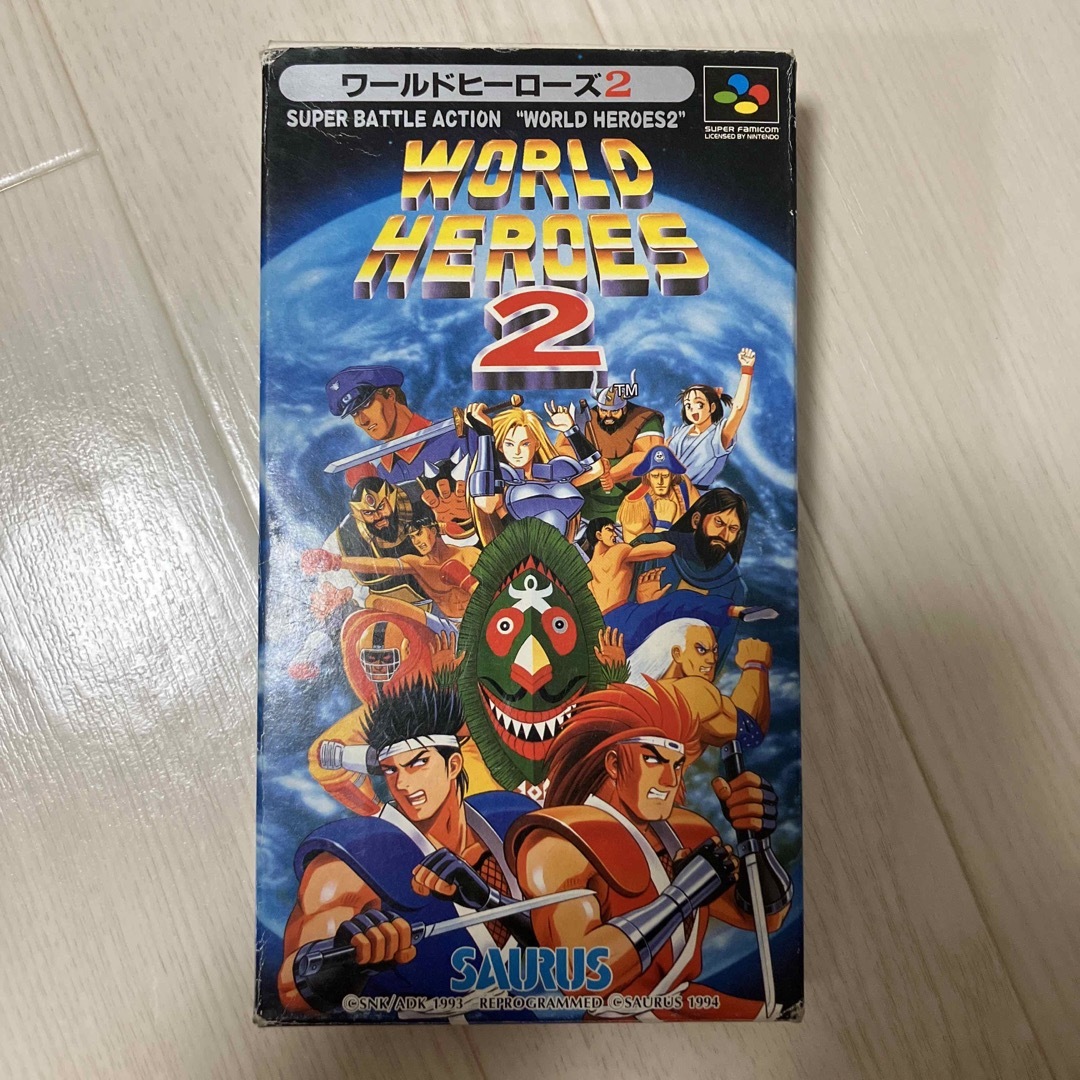 ワールドヒーローズ2
SUPER BATTLE ACTION "WORLD HEROES2"
SUPER FAMICOM
LICENSED BY NINTENDO
WORLD
HEROES
2
TM
SAURUS
©SNK/ADK 1993 REPROGRAMMED ©SAURUS 1994